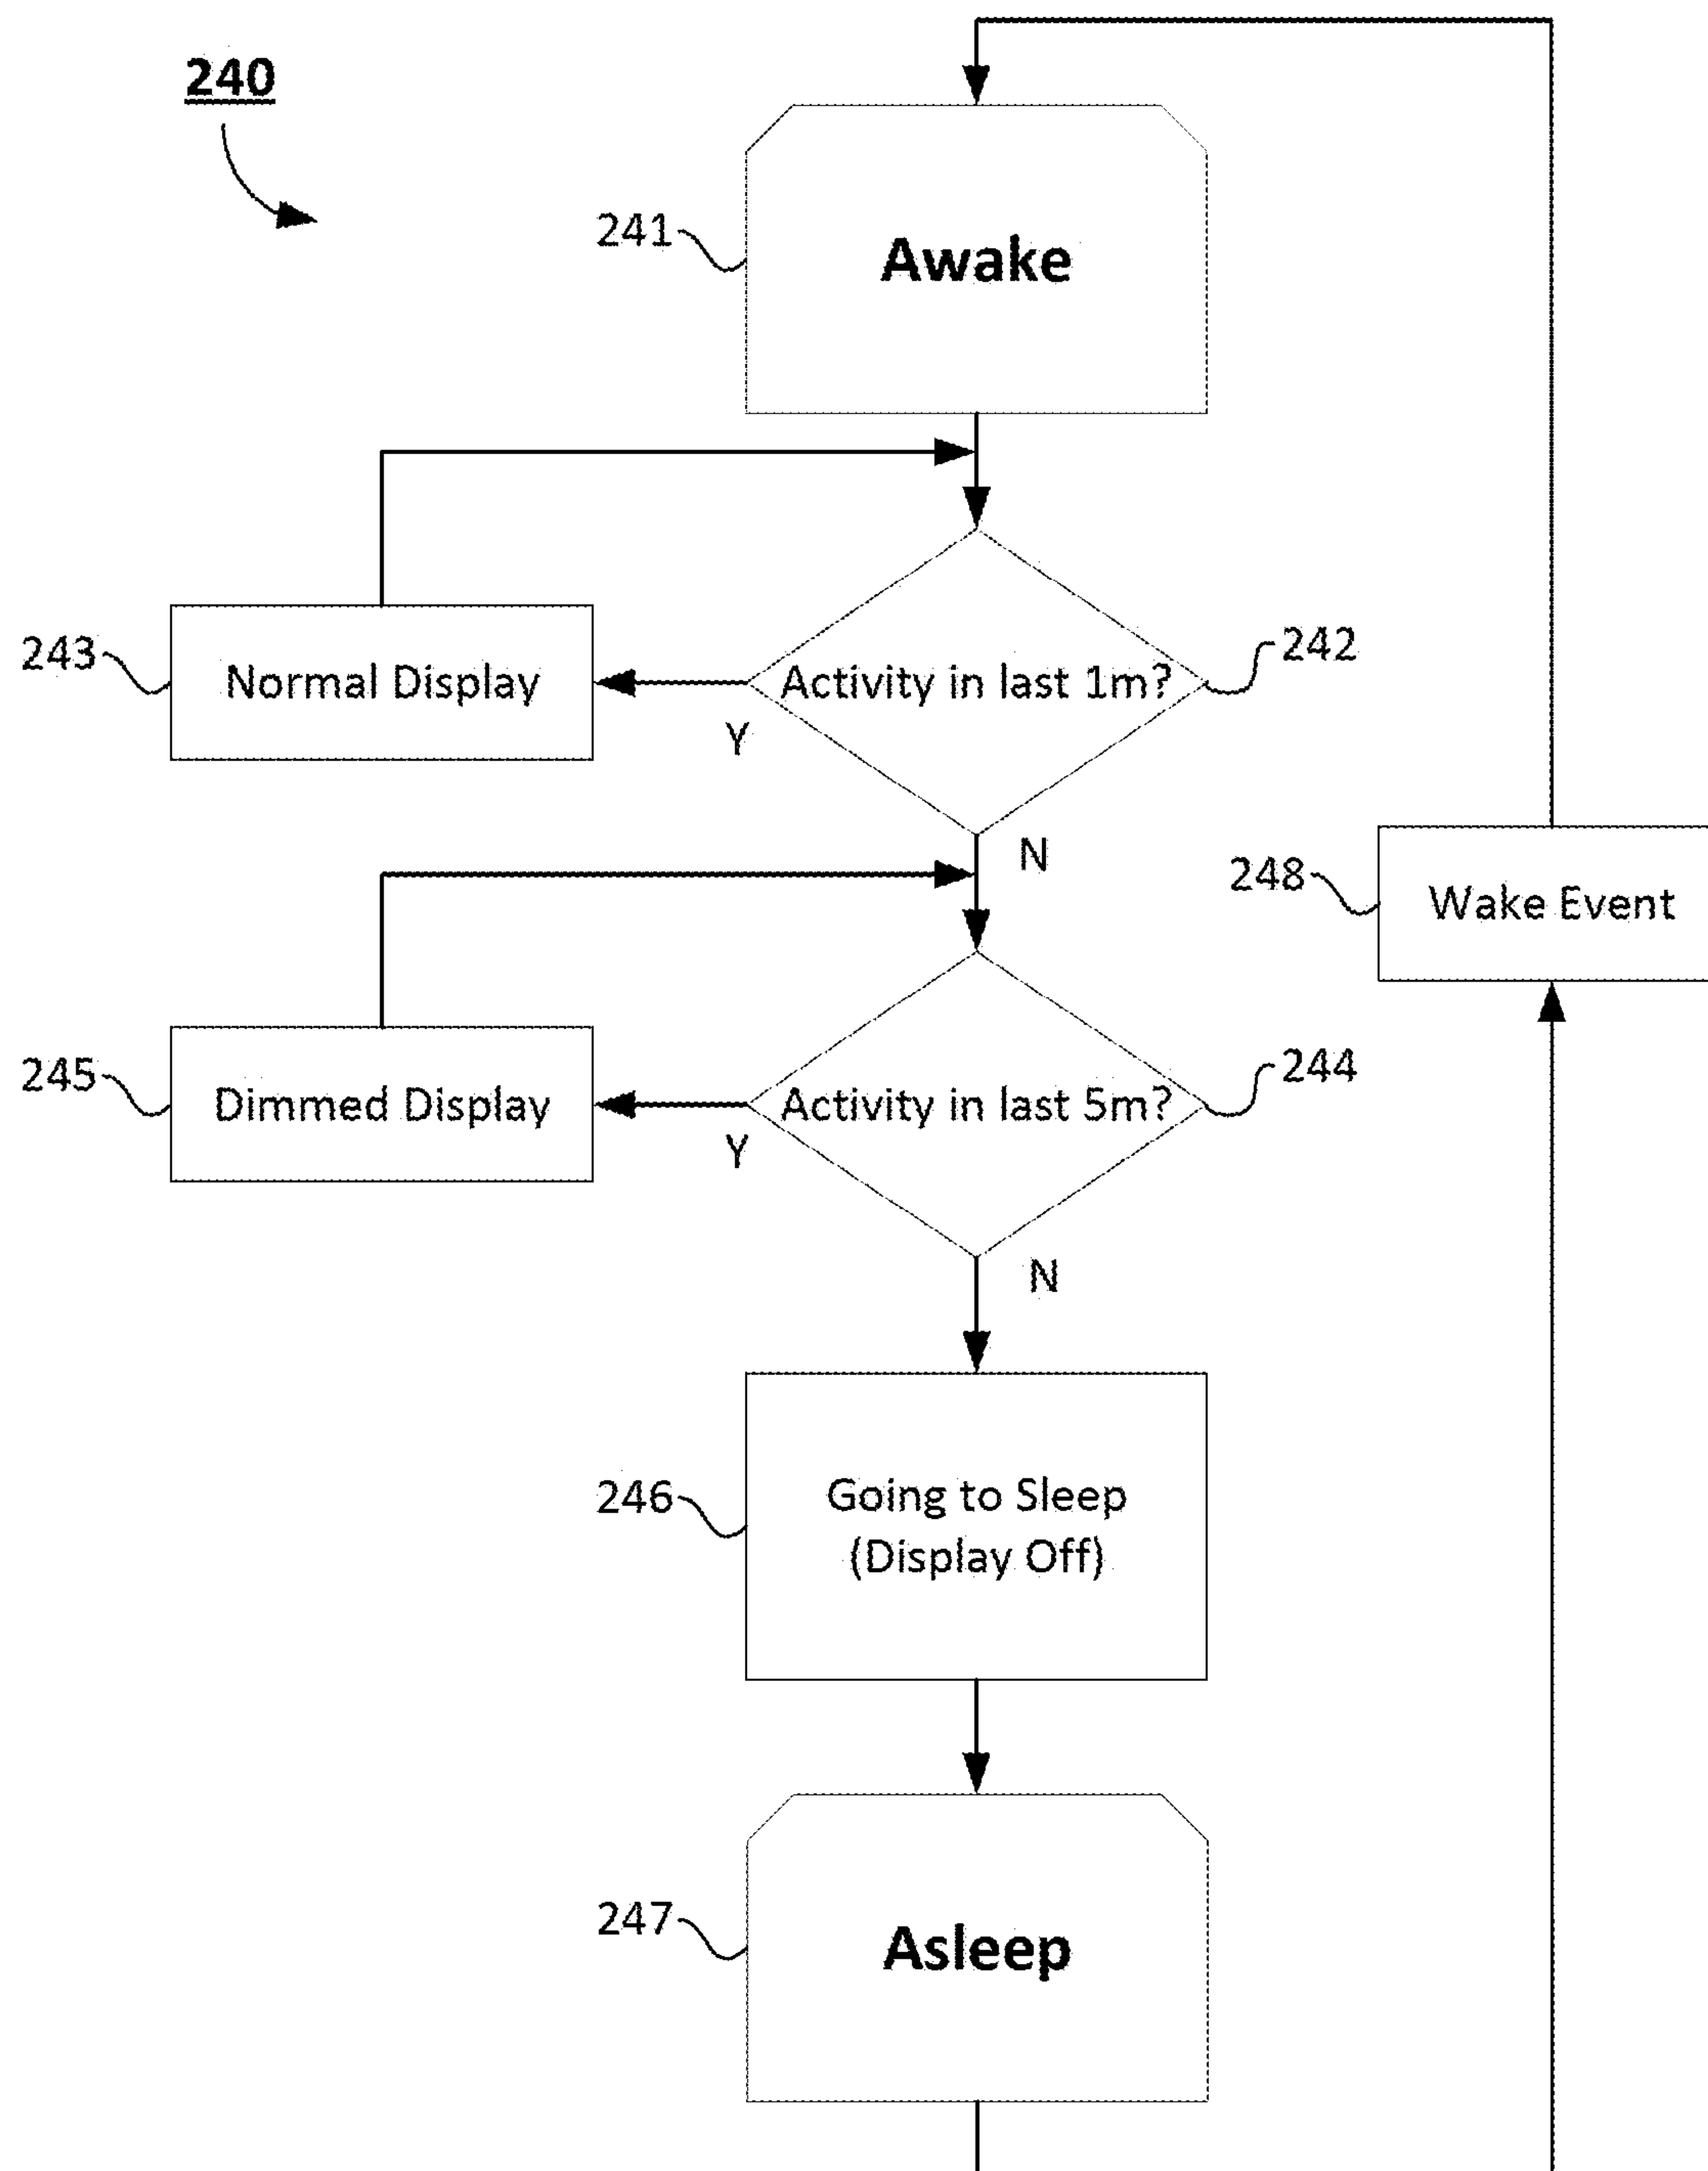 240
241
Awake
243
Normal Display
Activity in last 1m?
242
Y
N
248
Wake Event
245
Dimmed Display
Activity in last 5m?
244
Y
N
246
Going to Sleep
(Display Off)
247
Asleep